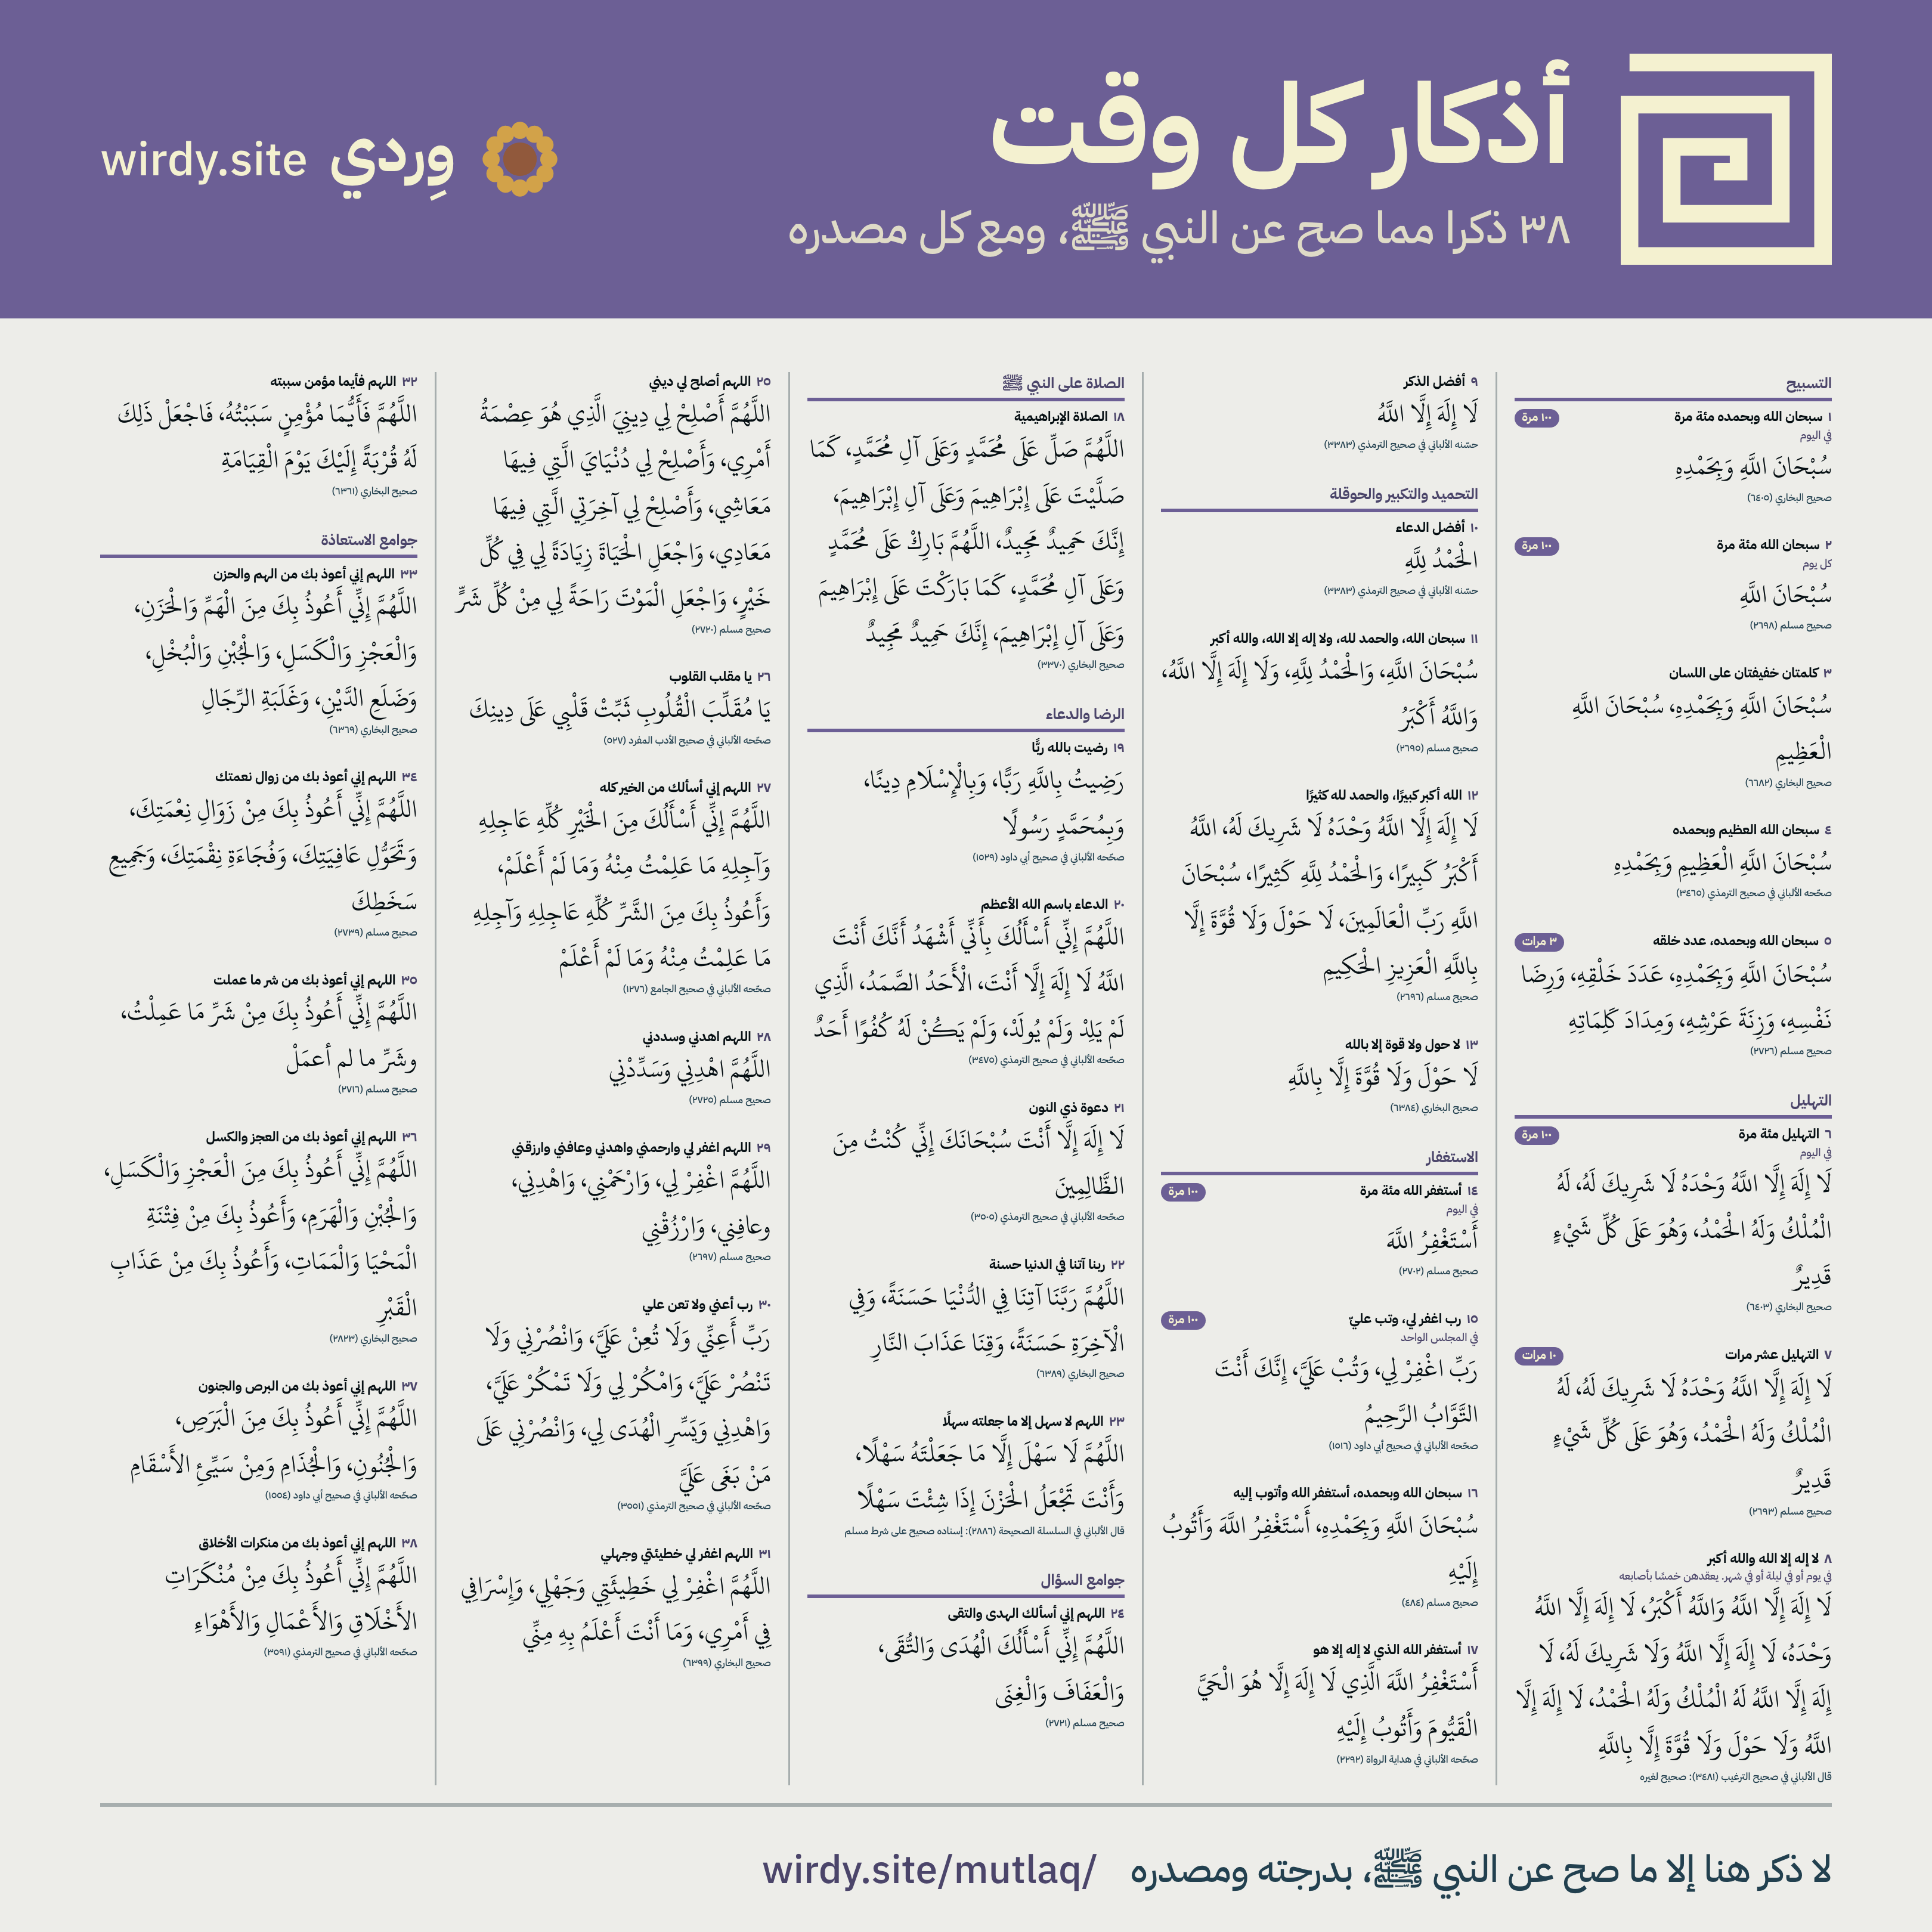 أذكار كل وقت
٣٨ ذكرا مما صح عن النبي ﷺ، ومع كل مصدره
وِردي wirdy.site
التسبيح
١ سبحان الله وبحمده مئة مرة ١٠٠ مرة
في اليوم
سُبْحَانَ اللَّهِ وَبِحَمْدِهِ
صحيح البخاري (٦٤٠٥)
٢ سبحان الله مئة مرة ١٠٠ مرة
كل يوم
سُبْحَانَ اللَّهِ
صحيح مسلم (٢٦٩٨)
٣ كلمتان خفيفتان على اللسان
سُبْحَانَ اللَّهِ وَبِحَمْدِهِ، سُبْحَانَ اللَّهِ
الْعَظِيمِ
صحيح البخاري (٦٦٨٢)
٤ سبحان الله العظيم وبحمده
سُبْحَانَ اللَّهِ الْعَظِيمِ وَبِحَمْدِهِ
صحّحه الألباني في صحيح الترمذي (٣٤٦٥)
٥ سبحان الله وبحمده، عدد خلقه ٣ مرات
سُبْحَانَ اللَّهِ وَبِحَمْدِهِ، عَدَدَ خَلْقِهِ، وَرِضَا
نَفْسِهِ، وَزِنَةَ عَرْشِهِ، وَمِدَادَ كَلِمَاتِهِ
صحيح مسلم (٢٧٢٦)
التهليل
٦ التهليل مئة مرة ١٠٠ مرة
في اليوم
لَا إِلَهَ إِلَّا اللَّهُ وَحْدَهُ لَا شَرِيكَ لَهُ، لَهُ
الْمُلْكُ وَلَهُ الْحَمْدُ، وَهُوَ عَلَى كُلِّ شَيْءٍ
قَدِيرٌ
صحيح البخاري (٦٤٠٣)
٧ التهليل عشر مرات ١٠ مرات
لَا إِلَهَ إِلَّا اللَّهُ وَحْدَهُ لَا شَرِيكَ لَهُ، لَهُ
الْمُلْكُ وَلَهُ الْحَمْدُ، وَهُوَ عَلَى كُلِّ شَيْءٍ
قَدِيرٌ
صحيح مسلم (٢٦٩٣)
٨ لا إله إلا الله والله أكبر
في يوم أو في ليلة أو في شهر. يعقدهن خمسًا بأصابعه
لَا إِلَهَ إِلَّا اللَّهُ وَاللَّهُ أَكْبَرُ، لَا إِلَهَ إِلَّا اللَّهُ
وَحْدَهُ، لَا إِلَهَ إِلَّا اللَّهُ وَلَا شَرِيكَ لَهُ، لَا
إِلَهَ إِلَّا اللَّهُ لَهُ الْمُلْكُ وَلَهُ الْحَمْدُ، لَا إِلَهَ إِلَّا
اللَّهُ وَلَا حَوْلَ وَلَا قُوَّةَ إِلَّا بِاللَّهِ
قال الألباني في صحيح الترغيب (٣٤٨١): صحيح لغيره
٩ أفضل الذكر
لَا إِلَهَ إِلَّا اللَّهُ
حسّنه الألباني في صحيح الترمذي (٣٣٨٣)
التحميد والتكبير والحوقلة
١٠ أفضل الدعاء
الْحَمْدُ لِلَّهِ
حسّنه الألباني في صحيح الترمذي (٣٣٨٣)
١١ سبحان الله، والحمد لله، ولا إله إلا الله، والله أكبر
سُبْحَانَ اللَّهِ، وَالْحَمْدُ لِلَّهِ، وَلَا إِلَهَ إِلَّا اللَّهُ،
وَاللَّهُ أَكْبَرُ
صحيح مسلم (٢٦٩٥)
١٢ الله أكبر كبيرًا، والحمد لله كثيرًا
لَا إِلَهَ إِلَّا اللَّهُ وَحْدَهُ لَا شَرِيكَ لَهُ، اللَّهُ
أَكْبَرُ كَبِيرًا، وَالْحَمْدُ لِلَّهِ كَثِيرًا، سُبْحَانَ
اللَّهِ رَبِّ الْعَالَمِينَ، لَا حَوْلَ وَلَا قُوَّةَ إِلَّا
بِاللَّهِ الْعَزِيزِ الْحَكِيمِ
صحيح مسلم (٢٦٩٦)
١٣ لا حول ولا قوة إلا بالله
لَا حَوْلَ وَلَا قُوَّةَ إِلَّا بِاللَّهِ
صحيح البخاري (٦٣٨٤)
الاستغفار
١٤ أستغفر الله مئة مرة ١٠٠ مرة
في اليوم
أَسْتَغْفِرُ اللَّهَ
صحيح مسلم (٢٧٠٢)
١٥ رب اغفر لي، وتب عليّ ١٠٠ مرة
في المجلس الواحد
رَبِّ اغْفِرْ لِي، وَتُبْ عَلَيَّ، إِنَّكَ أَنْتَ
التَّوَّابُ الرَّحِيمُ
صحّحه الألباني في صحيح أبي داود (١٥١٦)
١٦ سبحان الله وبحمده، أستغفر الله وأتوب إليه
سُبْحَانَ اللَّهِ وَبِحَمْدِهِ، أَسْتَغْفِرُ اللَّهَ وَأَتُوبُ
إِلَيْهِ
صحيح مسلم (٤٨٤)
١٧ أستغفر الله الذي لا إله إلا هو
أَسْتَغْفِرُ اللَّهَ الَّذِي لَا إِلَهَ إِلَّا هُوَ الْحَيَّ
الْقَيُّومَ وَأَتُوبُ إِلَيْهِ
صحّحه الألباني في هداية الرواة (٢٢٩٢)
الصلاة على النبي ﷺ
١٨ الصلاة الإبراهيمية
اللَّهُمَّ صَلِّ عَلَى مُحَمَّدٍ وَعَلَى آلِ مُحَمَّدٍ، كَمَا
صَلَّيْتَ عَلَى إِبْرَاهِيمَ وَعَلَى آلِ إِبْرَاهِيمَ،
إِنَّكَ حَمِيدٌ مَجِيدٌ، اللَّهُمَّ بَارِكْ عَلَى مُحَمَّدٍ
وَعَلَى آلِ مُحَمَّدٍ، كَمَا بَارَكْتَ عَلَى إِبْرَاهِيمَ
وَعَلَى آلِ إِبْرَاهِيمَ، إِنَّكَ حَمِيدٌ مَجِيدٌ
صحيح البخاري (٣٣٧٠)
الرضا والدعاء
١٩ رضيت بالله ربًّا
رَضِيتُ بِاللَّهِ رَبًّا، وَبِالْإِسْلَامِ دِينًا،
وَبِمُحَمَّدٍ رَسُولًا
صحّحه الألباني في صحيح أبي داود (١٥٢٩)
٢٠ الدعاء باسم الله الأعظم
اللَّهُمَّ إِنِّي أَسْأَلُكَ بِأَنِّي أَشْهَدُ أَنَّكَ أَنْتَ
اللَّهُ لَا إِلَهَ إِلَّا أَنْتَ، الْأَحَدُ الصَّمَدُ، الَّذِي
لَمْ يَلِدْ وَلَمْ يُولَدْ، وَلَمْ يَكُنْ لَهُ كُفُوًا أَحَدٌ
صحّحه الألباني في صحيح الترمذي (٣٤٧٥)
٢١ دعوة ذي النون
لَا إِلَهَ إِلَّا أَنْتَ سُبْحَانَكَ إِنِّي كُنْتُ مِنَ
الظَّالِمِينَ
صحّحه الألباني في صحيح الترمذي (٣٥٠٥)
٢٢ ربنا آتنا في الدنيا حسنة
اللَّهُمَّ رَبَّنَا آتِنَا فِي الدُّنْيَا حَسَنَةً، وَفِي
الْآخِرَةِ حَسَنَةً، وَقِنَا عَذَابَ النَّارِ
صحيح البخاري (٦٣٨٩)
٢٣ اللهم لا سهل إلا ما جعلته سهلًا
اللَّهُمَّ لَا سَهْلَ إِلَّا مَا جَعَلْتَهُ سَهْلًا،
وَأَنْتَ تَجْعَلُ الْحَزْنَ إِذَا شِئْتَ سَهْلًا
قال الألباني في السلسلة الصحيحة (٢٨٨٦): إسناده صحيح على شرط مسلم
جوامع السؤال
٢٤ اللهم إني أسألك الهدى والتقى
اللَّهُمَّ إِنِّي أَسْأَلُكَ الْهُدَى وَالتُّقَى،
وَالْعَفَافَ وَالْغِنَى
صحيح مسلم (٢٧٢١)
٢٥ اللهم أصلح لي ديني
اللَّهُمَّ أَصْلِحْ لِي دِينِيَ الَّذِي هُوَ عِصْمَةُ
أَمْرِي، وَأَصْلِحْ لِي دُنْيَايَ الَّتِي فِيهَا
مَعَاشِي، وَأَصْلِحْ لِي آخِرَتِي الَّتِي فِيهَا
مَعَادِي، وَاجْعَلِ الْحَيَاةَ زِيَادَةً لِي فِي كُلِّ
خَيْرٍ، وَاجْعَلِ الْمَوْتَ رَاحَةً لِي مِنْ كُلِّ شَرٍّ
صحيح مسلم (٢٧٢٠)
٢٦ يا مقلب القلوب
يَا مُقَلِّبَ الْقُلُوبِ ثَبِّتْ قَلْبِي عَلَى دِينِكَ
صحّحه الألباني في صحيح الأدب المفرد (٥٢٧)
٢٧ اللهم إني أسألك من الخير كله
اللَّهُمَّ إِنِّي أَسْأَلُكَ مِنَ الْخَيْرِ كُلِّهِ عَاجِلِهِ
وَآجِلِهِ مَا عَلِمْتُ مِنْهُ وَمَا لَمْ أَعْلَمْ،
وَأَعُوذُ بِكَ مِنَ الشَّرِّ كُلِّهِ عَاجِلِهِ وَآجِلِهِ
مَا عَلِمْتُ مِنْهُ وَمَا لَمْ أَعْلَمْ
صحّحه الألباني في صحيح الجامع (١٢٧٦)
٢٨ اللهم اهدني وسددني
اللَّهُمَّ اهْدِنِي وَسَدِّدْنِي
صحيح مسلم (٢٧٢٥)
٢٩ اللهم اغفر لي وارحمني واهدني وعافني وارزقني
اللَّهُمَّ اغْفِرْ لِي، وَارْحَمْنِي، وَاهْدِنِي،
وعافِني، وَارْزُقْنِي
صحيح مسلم (٢٦٩٧)
٣٠ رب أعني ولا تعن علي
رَبِّ أَعِنِّي وَلَا تُعِنْ عَلَيَّ، وَانْصُرْنِي وَلَا
تَنْصُرْ عَلَيَّ، وَامْكُرْ لِي وَلَا تَمْكُرْ عَلَيَّ،
وَاهْدِنِي وَيَسِّرِ الْهُدَى لِي، وَانْصُرْنِي عَلَى
مَنْ بَغَى عَلَيَّ
صحّحه الألباني في صحيح الترمذي (٣٥٥١)
٣١ اللهم اغفر لي خطيئتي وجهلي
اللَّهُمَّ اغْفِرْ لِي خَطِيئَتِي وَجَهْلِي، وَإِسْرَافِي
فِي أَمْرِي، وَمَا أَنْتَ أَعْلَمُ بِهِ مِنِّي
صحيح البخاري (٦٣٩٩)
٣٢ اللهم فأيما مؤمن سببته
اللَّهُمَّ فَأَيُّمَا مُؤْمِنٍ سَبَبْتُهُ، فَاجْعَلْ ذَلِكَ
لَهُ قُرْبَةً إِلَيْكَ يَوْمَ الْقِيَامَةِ
صحيح البخاري (٦٣٦١)
جوامع الاستعاذة
٣٣ اللهم إني أعوذ بك من الهم والحزن
اللَّهُمَّ إِنِّي أَعُوذُ بِكَ مِنَ الْهَمِّ وَالْحَزَنِ،
وَالْعَجْزِ وَالْكَسَلِ، وَالْجُبْنِ وَالْبُخْلِ،
وَضَلَعِ الدَّيْنِ، وَغَلَبَةِ الرِّجَالِ
صحيح البخاري (٦٣٦٩)
٣٤ اللهم إني أعوذ بك من زوال نعمتك
اللَّهُمَّ إِنِّي أَعُوذُ بِكَ مِنْ زَوَالِ نِعْمَتِكَ،
وَتَحَوُّلِ عَافِيَتِكَ، وَفُجَاءَةِ نِقْمَتِكَ، وَجَمِيعِ
سَخَطِكَ
صحيح مسلم (٢٧٣٩)
٣٥ اللهم إني أعوذ بك من شر ما عملت
اللَّهُمَّ إِنِّي أَعُوذُ بِكَ مِنْ شَرِّ مَا عَمِلْتُ،
وشَرِّ ما لم أعمَلْ
صحيح مسلم (٢٧١٦)
٣٦ اللهم إني أعوذ بك من العجز والكسل
اللَّهُمَّ إِنِّي أَعُوذُ بِكَ مِنَ الْعَجْزِ وَالْكَسَلِ،
وَالْجُبْنِ وَالْهَرَمِ، وَأَعُوذُ بِكَ مِنْ فِتْنَةِ
الْمَحْيَا وَالْمَمَاتِ، وَأَعُوذُ بِكَ مِنْ عَذَابِ
الْقَبْرِ
صحيح البخاري (٢٨٢٣)
٣٧ اللهم إني أعوذ بك من البرص والجنون
اللَّهُمَّ إِنِّي أَعُوذُ بِكَ مِنَ الْبَرَصِ،
وَالْجُنُونِ، وَالْجُذَامِ وَمِنْ سَيِّئِ الأَسْقَامِ
صحّحه الألباني في صحيح أبي داود (١٥٥٤)
٣٨ اللهم إني أعوذ بك من منكرات الأخلاق
اللَّهُمَّ إِنِّي أَعُوذُ بِكَ مِنْ مُنْكَرَاتِ
الأَخْلَاقِ وَالأَعْمَالِ وَالأَهْوَاءِ
صحّحه الألباني في صحيح الترمذي (٣٥٩١)
لا ذكر هنا إلا ما صح عن النبي ﷺ، بدرجته ومصدره wirdy.site/mutlaq/